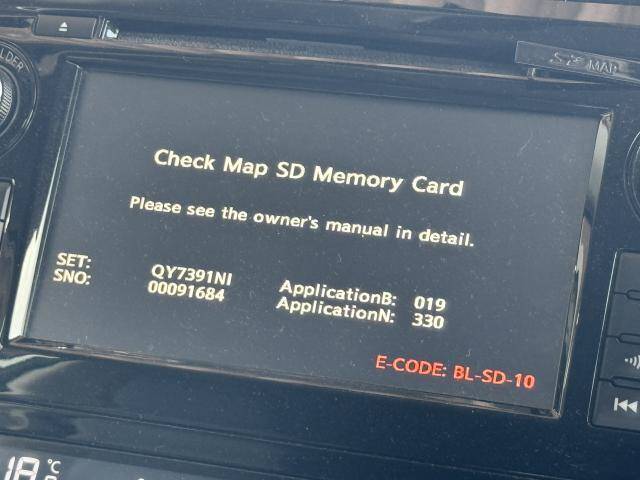 MAP
Check Map SD Memory Card
Please see the owner's manual in detail.
SET: QY7391NI ApplicationB: 019
SNO: 00091684 ApplicationN: 330
E-CODE: BL-SD-10
18 °C